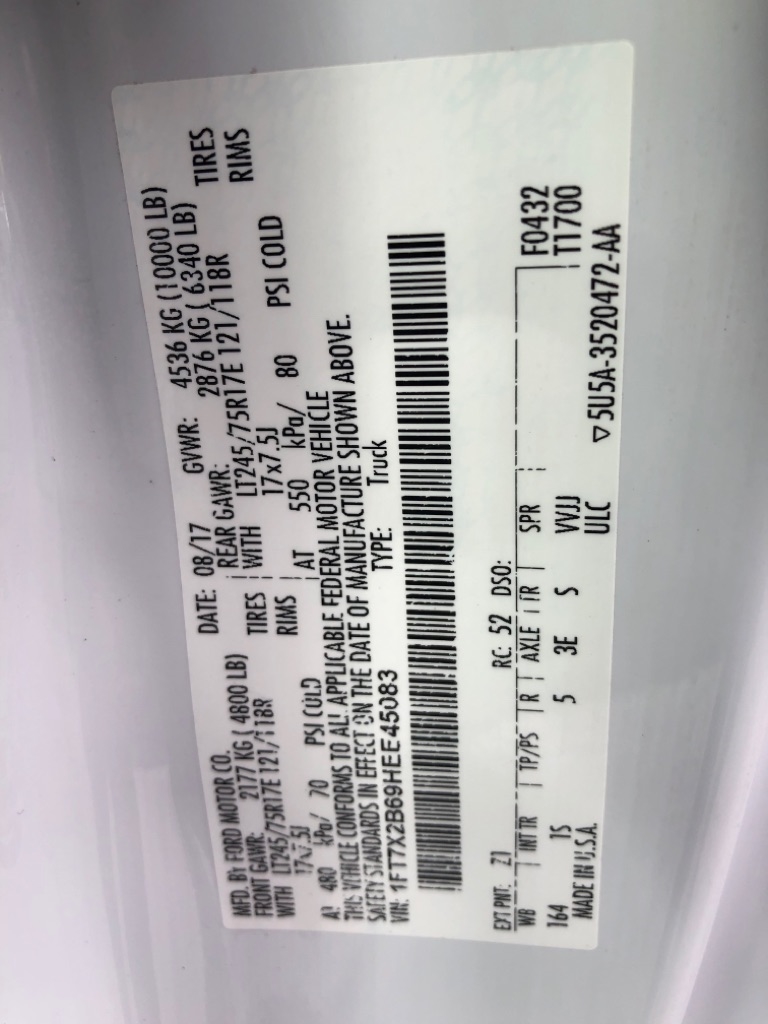 MFD. BY FORD MOTOR CO.
DATE: 08/17 GVWR: 4536 KG (10000 LB)
FRONT GAWR: 2177 KG ( 4800 LB) REAR GAWR: 2876 KG ( 6340 LB)
WITH LT245/75R17E 121/118R TIRES WITH LT245/75R17E 121/118R TIRES
17x7.5J RIMS 17x7.5J RIMS
AT 480 kPa/ 70 PSI COLD AT 550 kPa/ 80 PSI COLD
THIS VEHICLE CONFORMS TO ALL APPLICABLE FEDERAL MOTOR VEHICLE
SAFETY STANDARDS IN EFFECT ON THE DATE OF MANUFACTURE SHOWN ABOVE.
VIN: 1FT7X2B69HEE45083 TYPE: Truck
EXT PNT: Z1 RC: 52 DSO: F0432
WB INT TR TP/PS R AXLE TR SPR T1700
164 IS 5 3E S VVJJ
MADE IN U.S.A. ULC ▽5U5A-3520472-AA